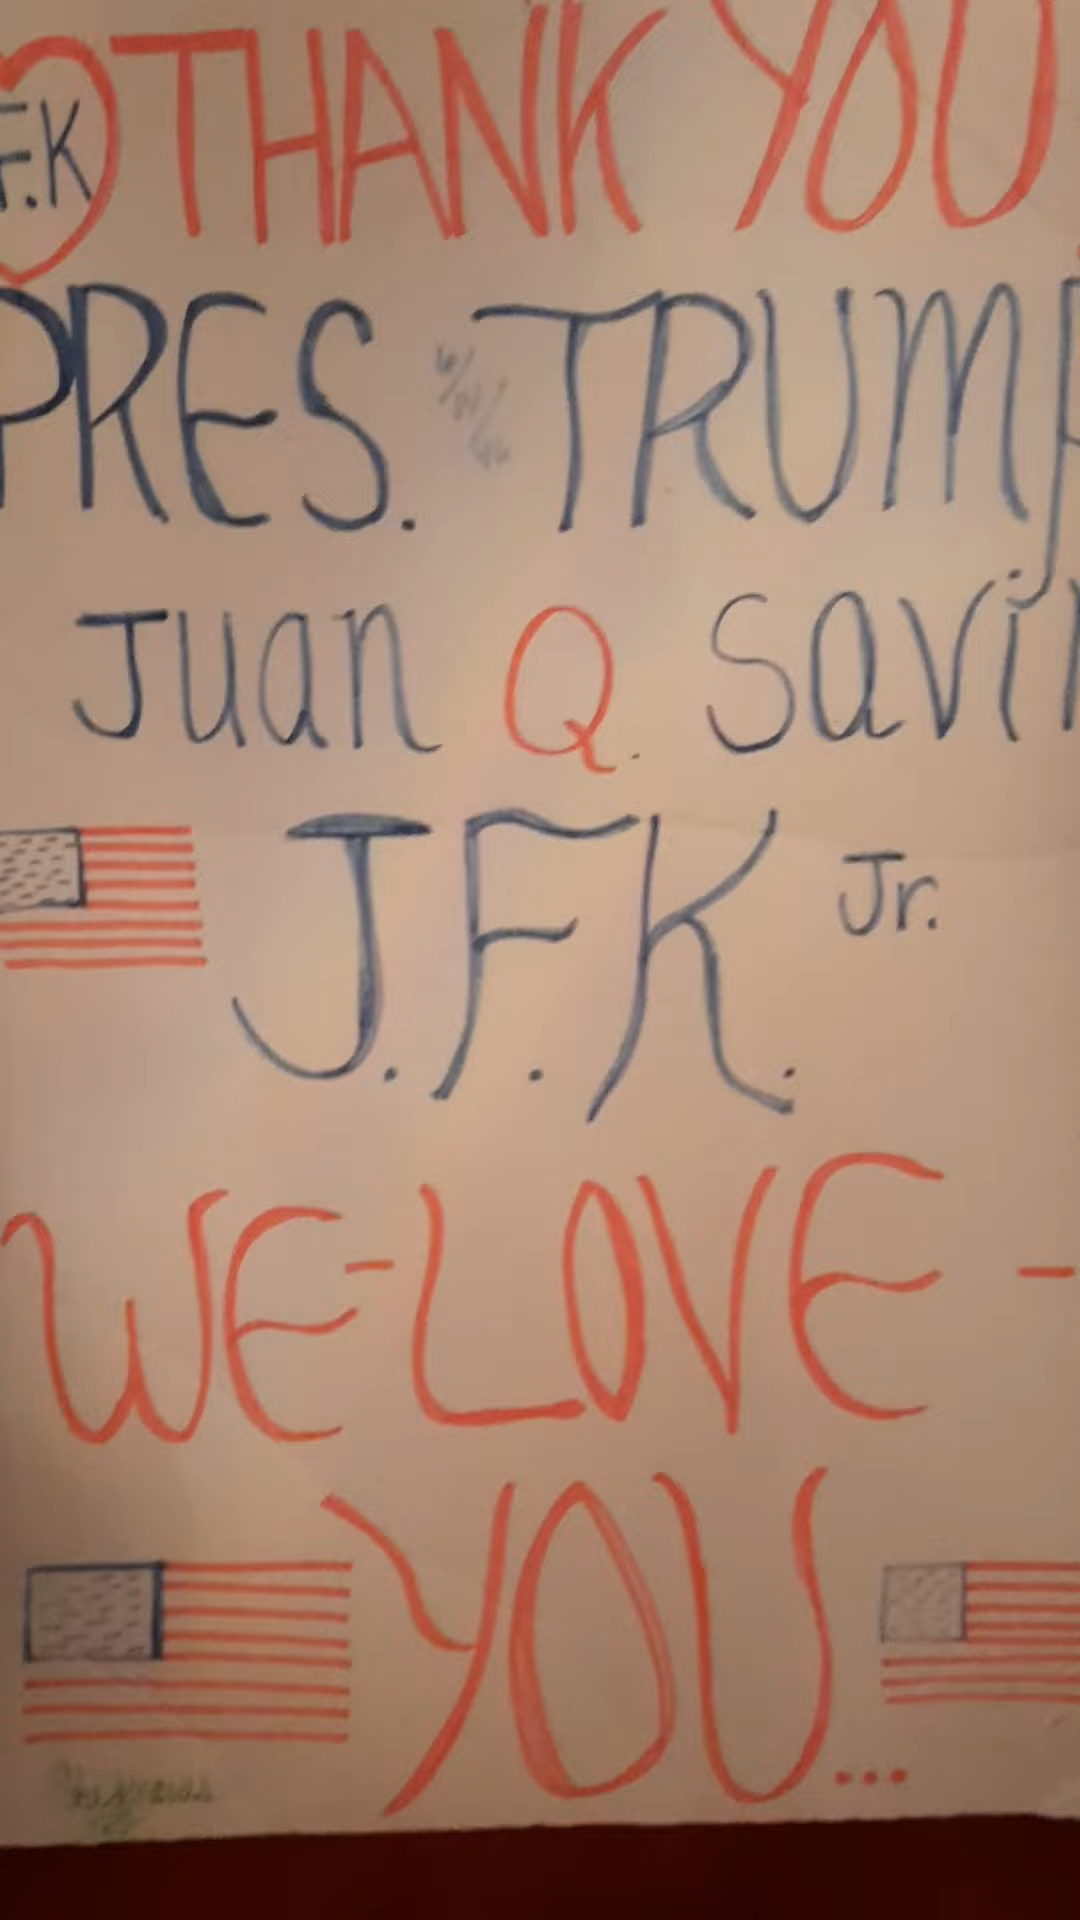 F.K THANK YOU
PRES. TRUMP
Juan Q. Savin
J.F.K. Jr.
WE-LOVE-
YOU...